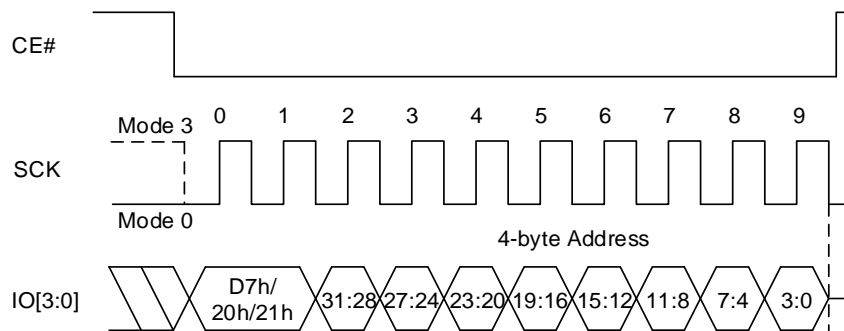 CE#
0 1 2 3 4 5 6 7 8 9
Mode 3
SCK
Mode 0
4-byte Address
IO[3:0]
D7h/
20h/21h
31:28 27:24 23:20 19:16 15:12 11:8 7:4 3:0